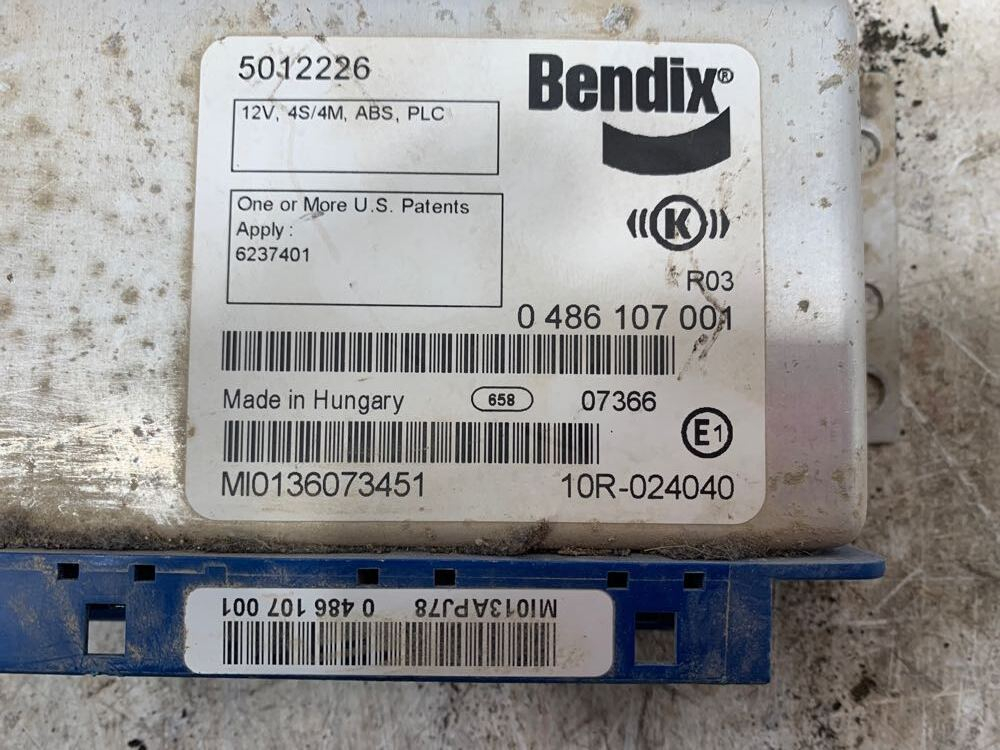 5012226
Bendix®
12V, 4S/4M, ABS, PLC
One or More U.S. Patents
Apply :
6237401
K
R03
0 486 107 001
Made in Hungary
658
07366
E1
MI0136073451
10R-024040
MI013APJ78 0 486 107 001